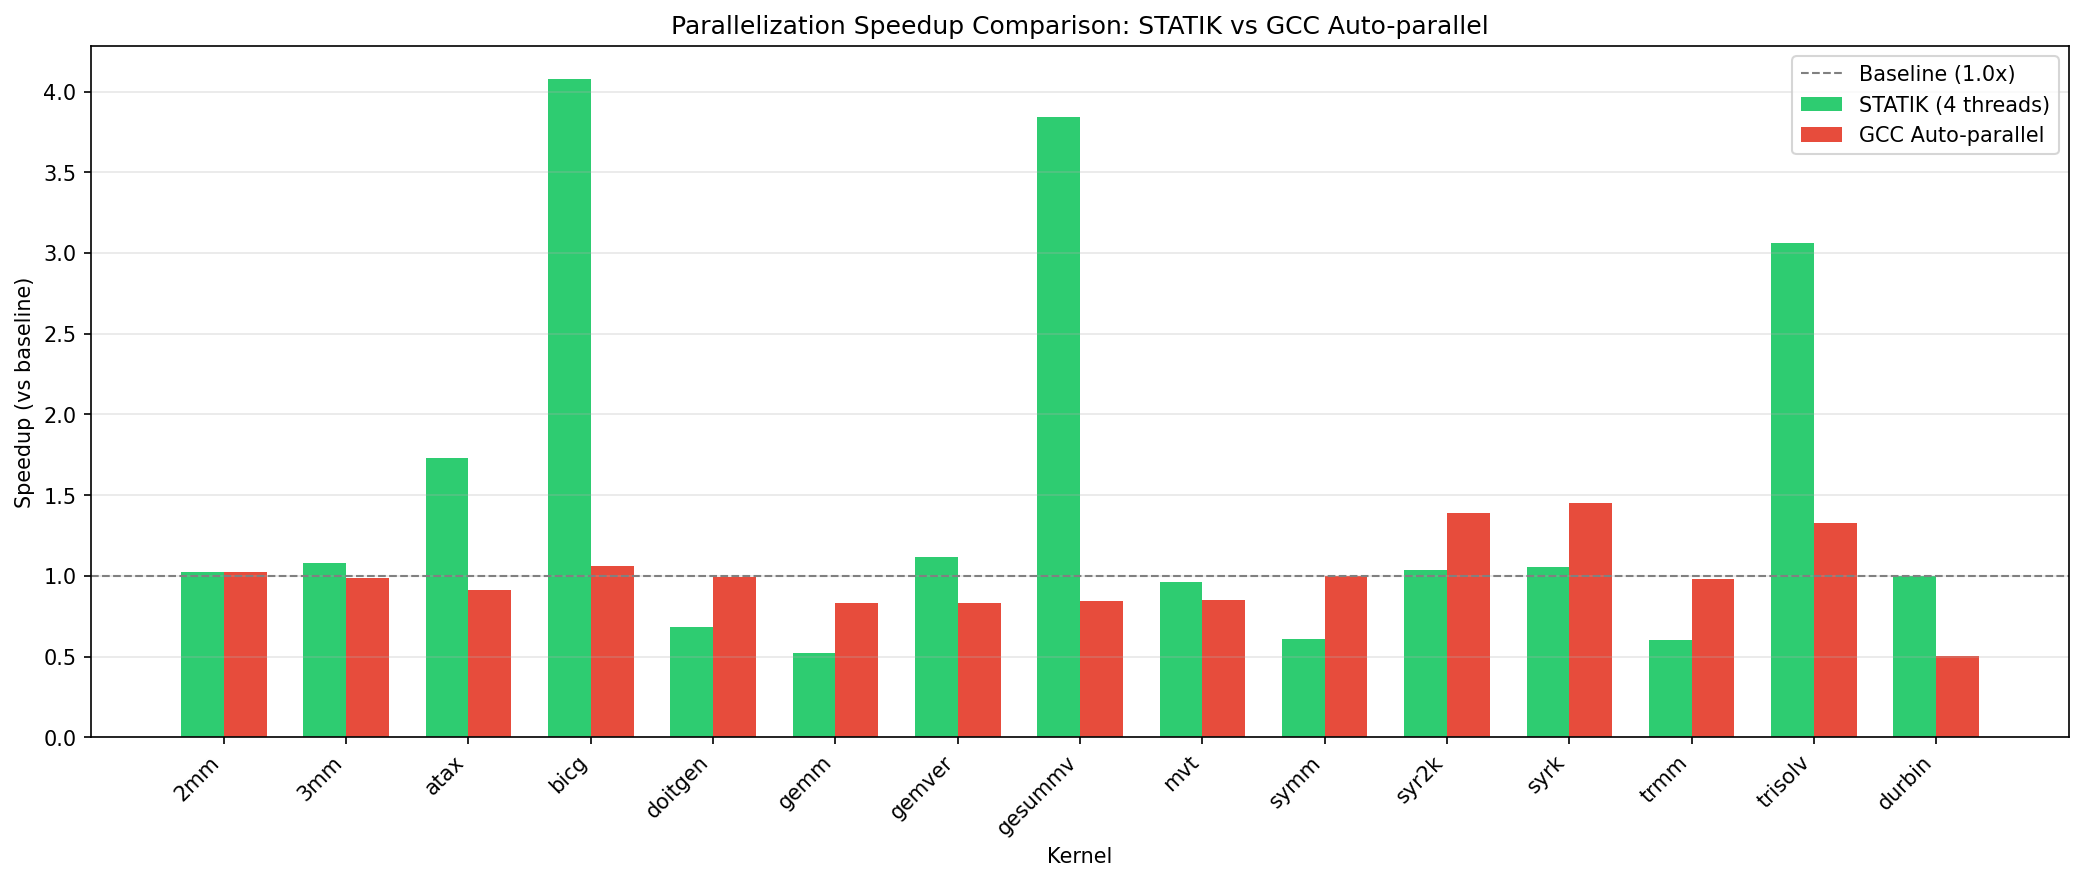 Parallelization Speedup Comparison: STATIK vs GCC Auto-parallel
Baseline (1.0x)
STATIK (4 threads)
GCC Auto-parallel
Speedup (vs baseline)
4.0
3.5
3.0
2.5
2.0
1.5
1.0
0.5
0.0
2mm
3mm
atax
bicg
doitgen
gemm
gemver
gesummv
mvt
symm
syr2k
syrk
trmm
trisolv
durbin
Kernel